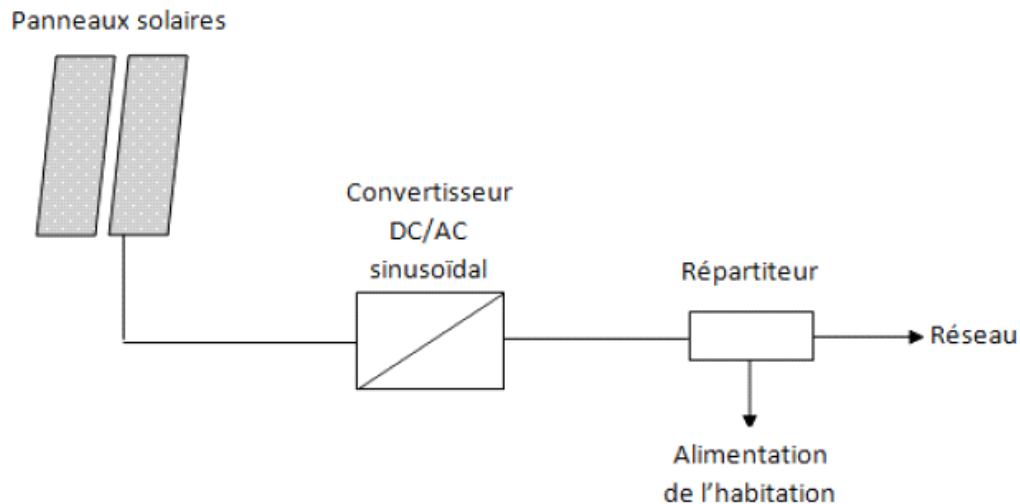 Panneaux solaires
Convertisseur
DC/AC
sinusoïdal
Répartiteur
Réseau
Alimentation
de l'habitation